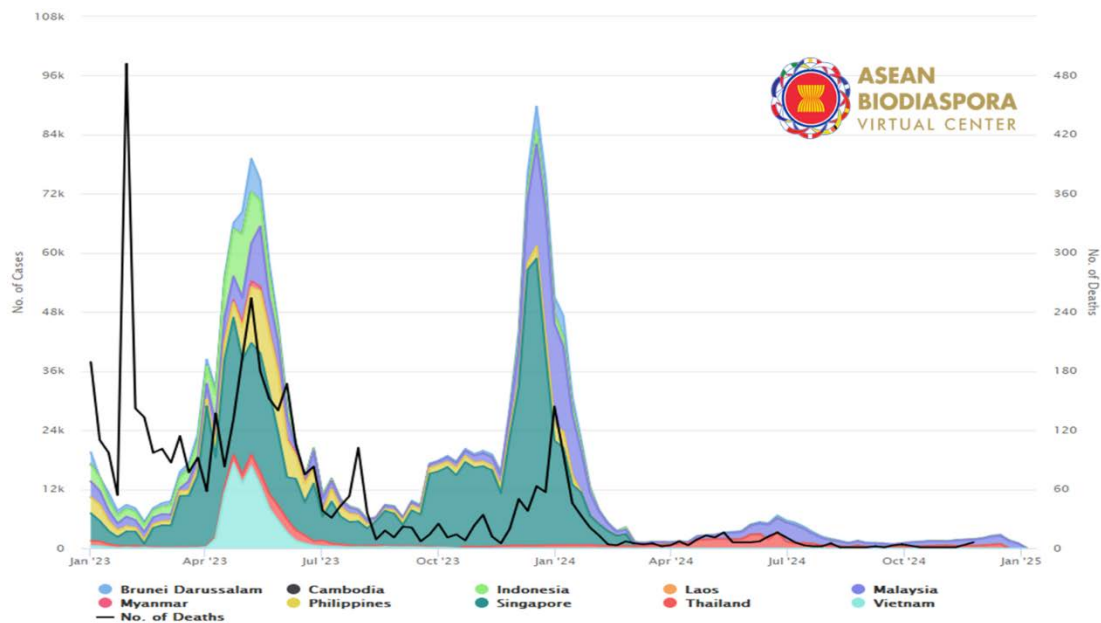 108k
96k
84k
72k
60k
48k
36k
24k
12k
0
No. of Cases
480
420
360
300
240
180
120
60
0
No. of Deaths
ASEAN
BIODIASPORA
VIRTUAL CENTER
Jan '23
Apr '23
Jul '23
Oct '23
Jan '24
Apr '24
Jul '24
Oct '24
Jan '25
Brunei Darussalam
Cambodia
Indonesia
Laos
Malaysia
Myanmar
Philippines
Singapore
Thailand
Vietnam
No. of Deaths